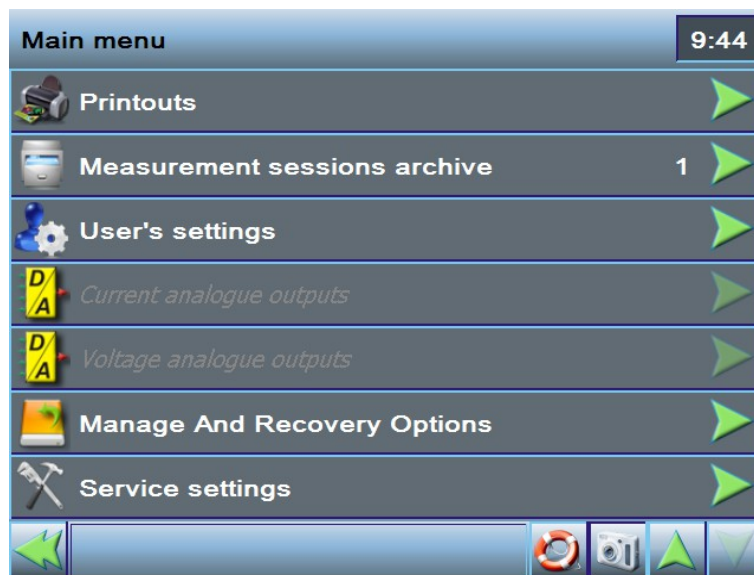 Main menu
9:44
Printouts
Measurement sessions archive 1
User's settings
D/A Current analogue outputs
D/A Voltage analogue outputs
Manage And Recovery Options
Service settings